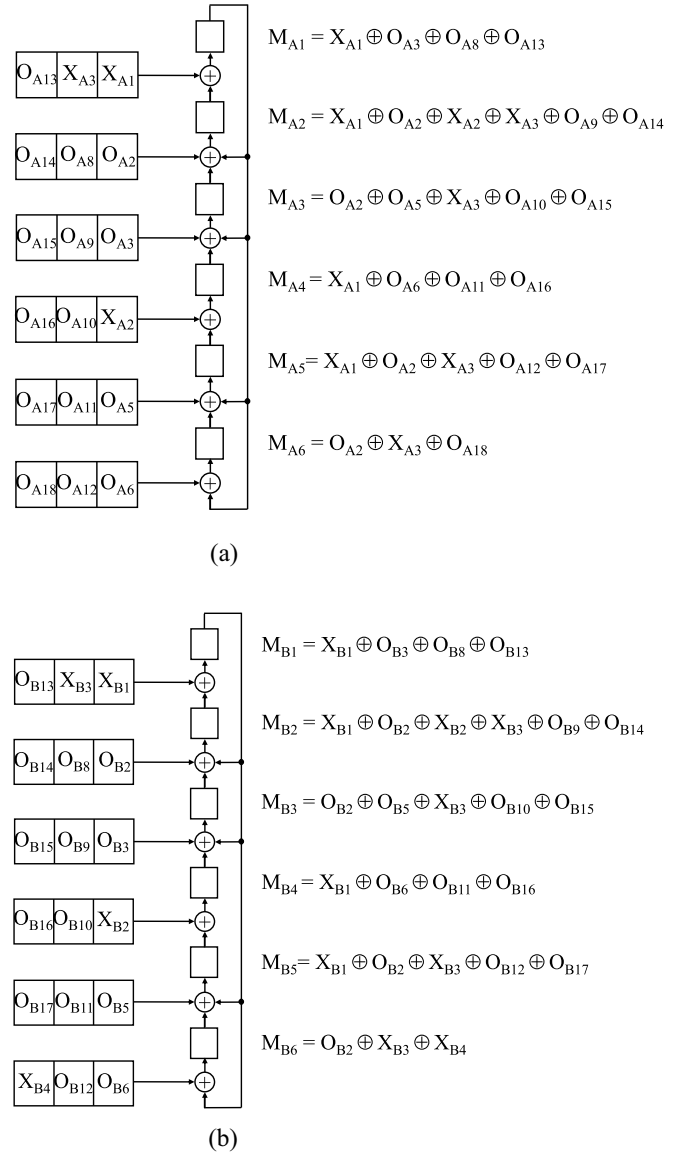 M_A1 = X_A1 ⊕ O_A3 ⊕ O_A8 ⊕ O_A13
O_A13 X_A3 X_A1
M_A2 = X_A1 ⊕ O_A2 ⊕ X_A2 ⊕ X_A3 ⊕ O_A9 ⊕ O_A14
O_A14 O_A8 O_A2
M_A3 = O_A2 ⊕ O_A5 ⊕ X_A3 ⊕ O_A10 ⊕ O_A15
O_A15 O_A9 O_A3
M_A4 = X_A1 ⊕ O_A6 ⊕ O_A11 ⊕ O_A16
O_A16 O_A10 X_A2
M_A5= X_A1 ⊕ O_A2 ⊕ X_A3 ⊕ O_A12 ⊕ O_A17
O_A17 O_A11 O_A5
M_A6 = O_A2 ⊕ X_A3 ⊕ O_A18
O_A18 O_A12 O_A6
(a)
M_B1 = X_B1 ⊕ O_B3 ⊕ O_B8 ⊕ O_B13
O_B13 X_B3 X_B1
M_B2 = X_B1 ⊕ O_B2 ⊕ X_B2 ⊕ X_B3 ⊕ O_B9 ⊕ O_B14
O_B14 O_B8 O_B2
M_B3 = O_B2 ⊕ O_B5 ⊕ X_B3 ⊕ O_B10 ⊕ O_B15
O_B15 O_B9 O_B3
M_B4 = X_B1 ⊕ O_B6 ⊕ O_B11 ⊕ O_B16
O_B16 O_B10 X_B2
M_B5= X_B1 ⊕ O_B2 ⊕ X_B3 ⊕ O_B12 ⊕ O_B17
O_B17 O_B11 O_B5
M_B6 = O_B2 ⊕ X_B3 ⊕ X_B4
X_B4 O_B12 O_B6
(b)